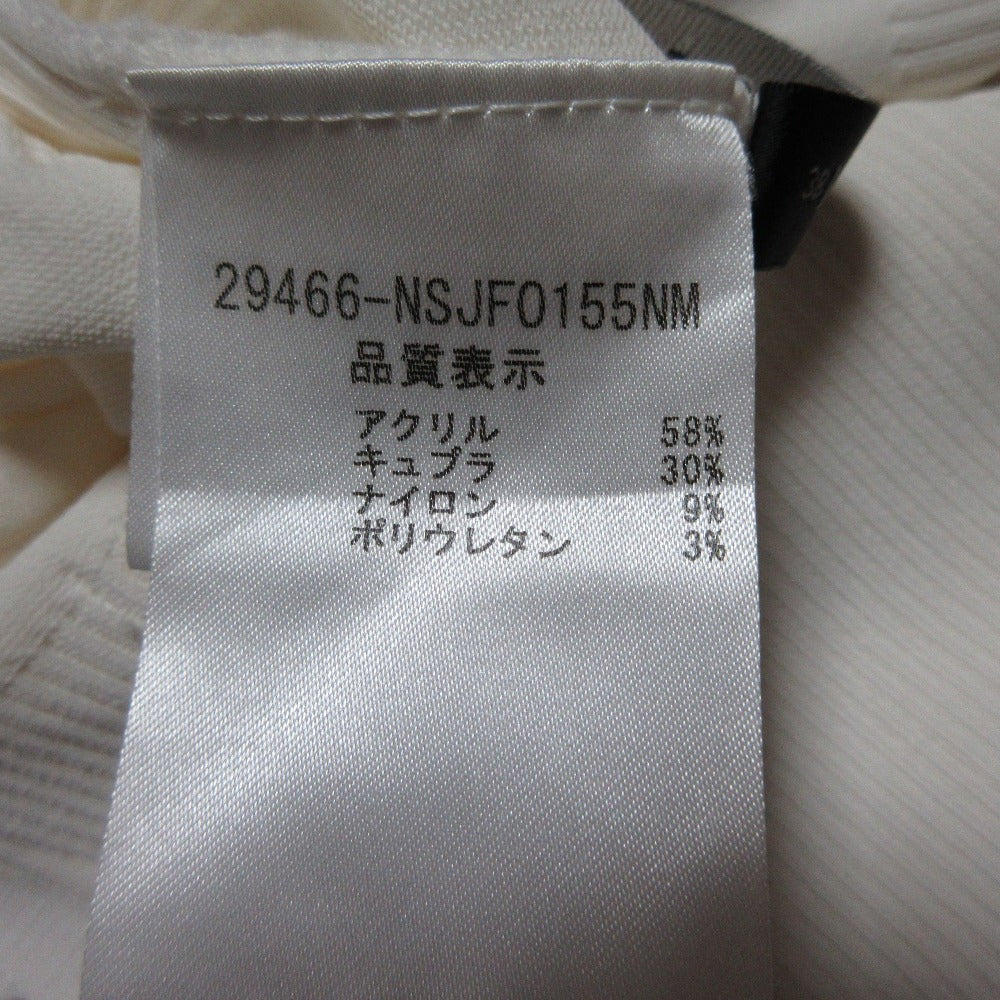 29466-NSJF0155NM
品質表示
アクリル 58%
キュプラ 30%
ナイロン 9%
ポリウレタン 3%
38